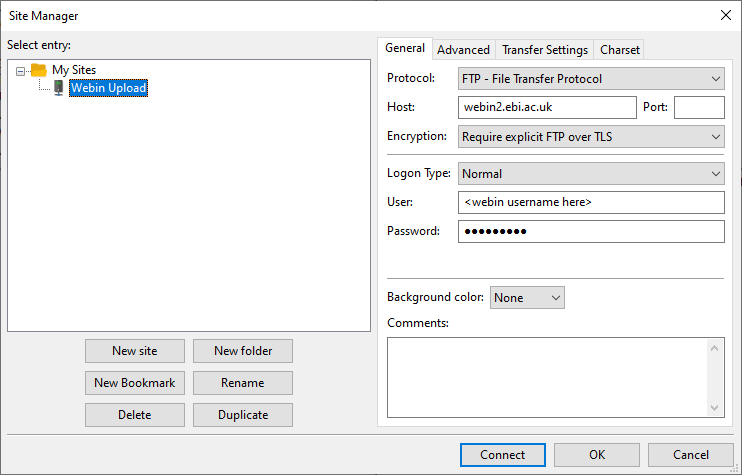 Site Manager
Select entry:
My Sites
Webin Upload
New site
New folder
New Bookmark
Rename
Delete
Duplicate
General
Advanced
Transfer Settings
Charset
Protocol:
FTP - File Transfer Protocol
Host:
webin2.ebi.ac.uk
Port:
Encryption:
Require explicit FTP over TLS
Logon Type:
Normal
User:
<webin username here>
Password:
●●●●●●●●●
Background color:
None
Comments:
Connect
OK
Cancel